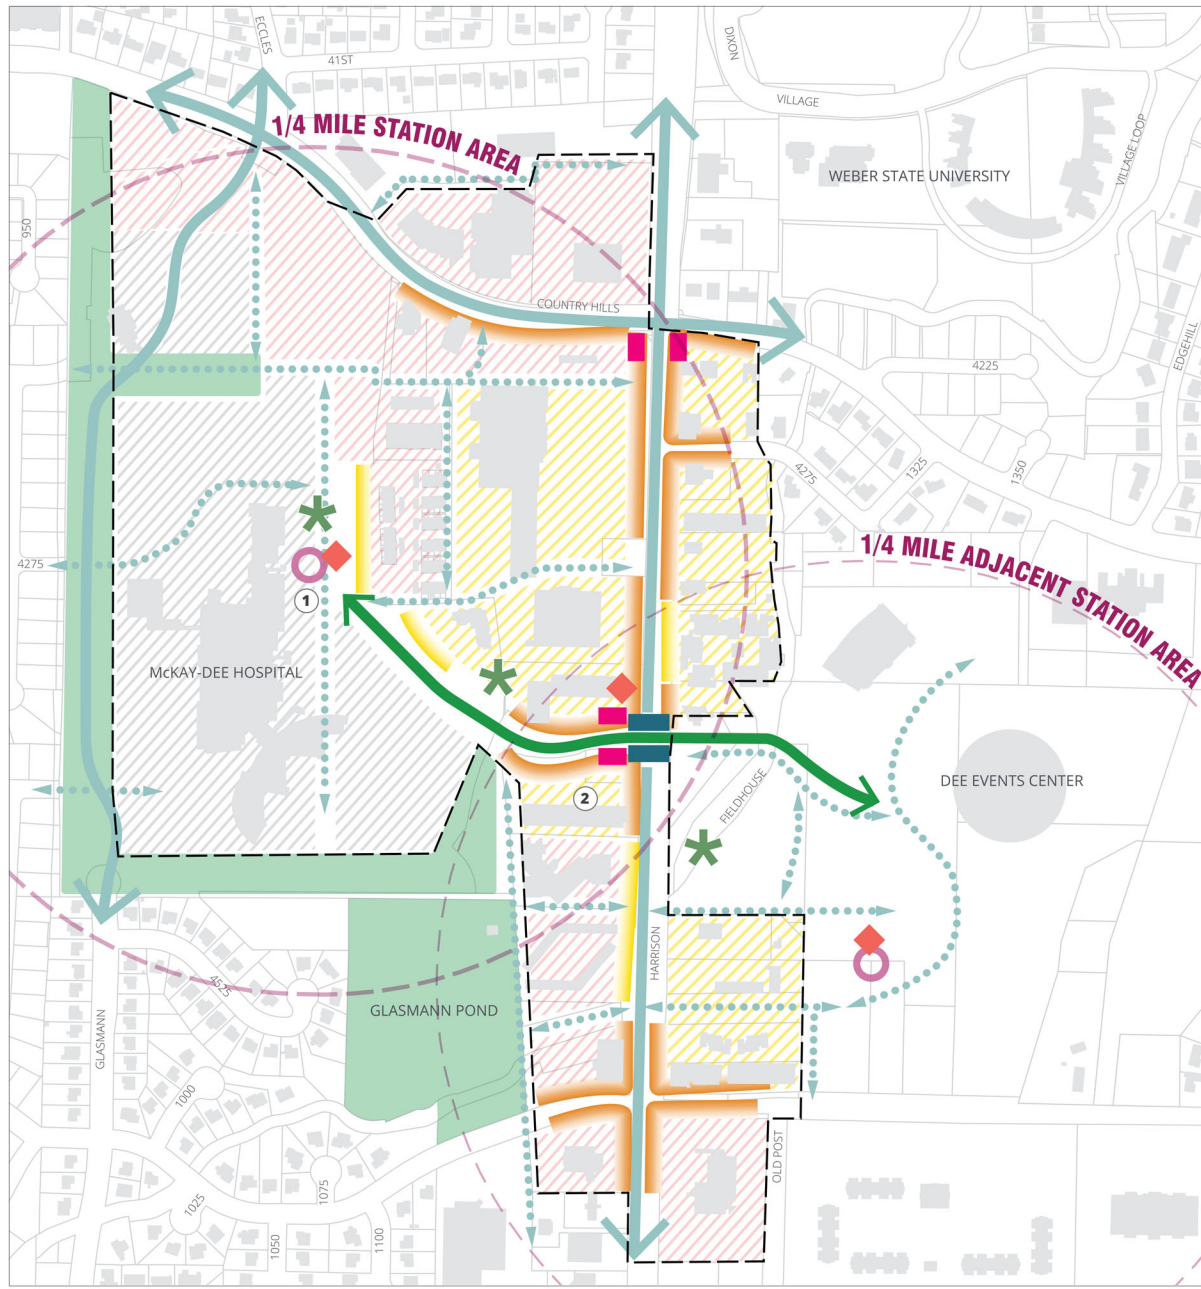 ECCLES
41ST
DIXON
VILLAGE
1/4 MILE STATION AREA
WEBER STATE UNIVERSITY
VILLAGE LOOP
950
COUNTRY HILLS
EDGEHILL
4225
4275
1325
1350
1/4 MILE ADJACENT STATION AREA
4275
1
McKAY-DEE HOSPITAL
DEE EVENTS CENTER
2
FIELDHOUSE
HARRISON
4525
GLASMANN POND
GLASMANN
1000
OLD POST
1075
1025
1050
1100